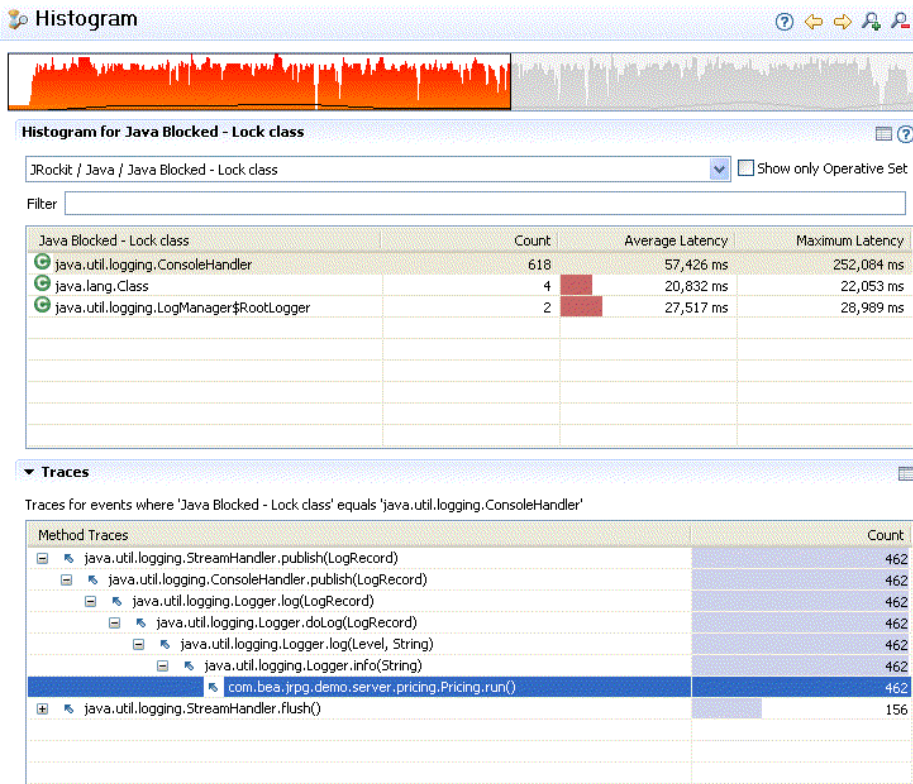 Histogram
Histogram for Java Blocked - Lock class
JRockit / Java / Java Blocked - Lock class Show only Operative Set
Filter
Java Blocked - Lock class Count Average Latency Maximum Latency
java.util.logging.ConsoleHandler 618 57,426 ms 252,084 ms
java.lang.Class 4 20,832 ms 22,053 ms
java.util.logging.LogManager$RootLogger 2 27,517 ms 28,989 ms
Traces
Traces for events where 'Java Blocked - Lock class' equals 'java.util.logging.ConsoleHandler'
Method Traces Count
java.util.logging.StreamHandler.publish(LogRecord) 462
java.util.logging.ConsoleHandler.publish(LogRecord) 462
java.util.logging.Logger.log(LogRecord) 462
java.util.logging.Logger.doLog(LogRecord) 462
java.util.logging.Logger.log(Level, String) 462
java.util.logging.Logger.info(String) 462
com.bea.jrpg.demo.server.pricing.Pricing.run() 462
java.util.logging.StreamHandler.flush() 156